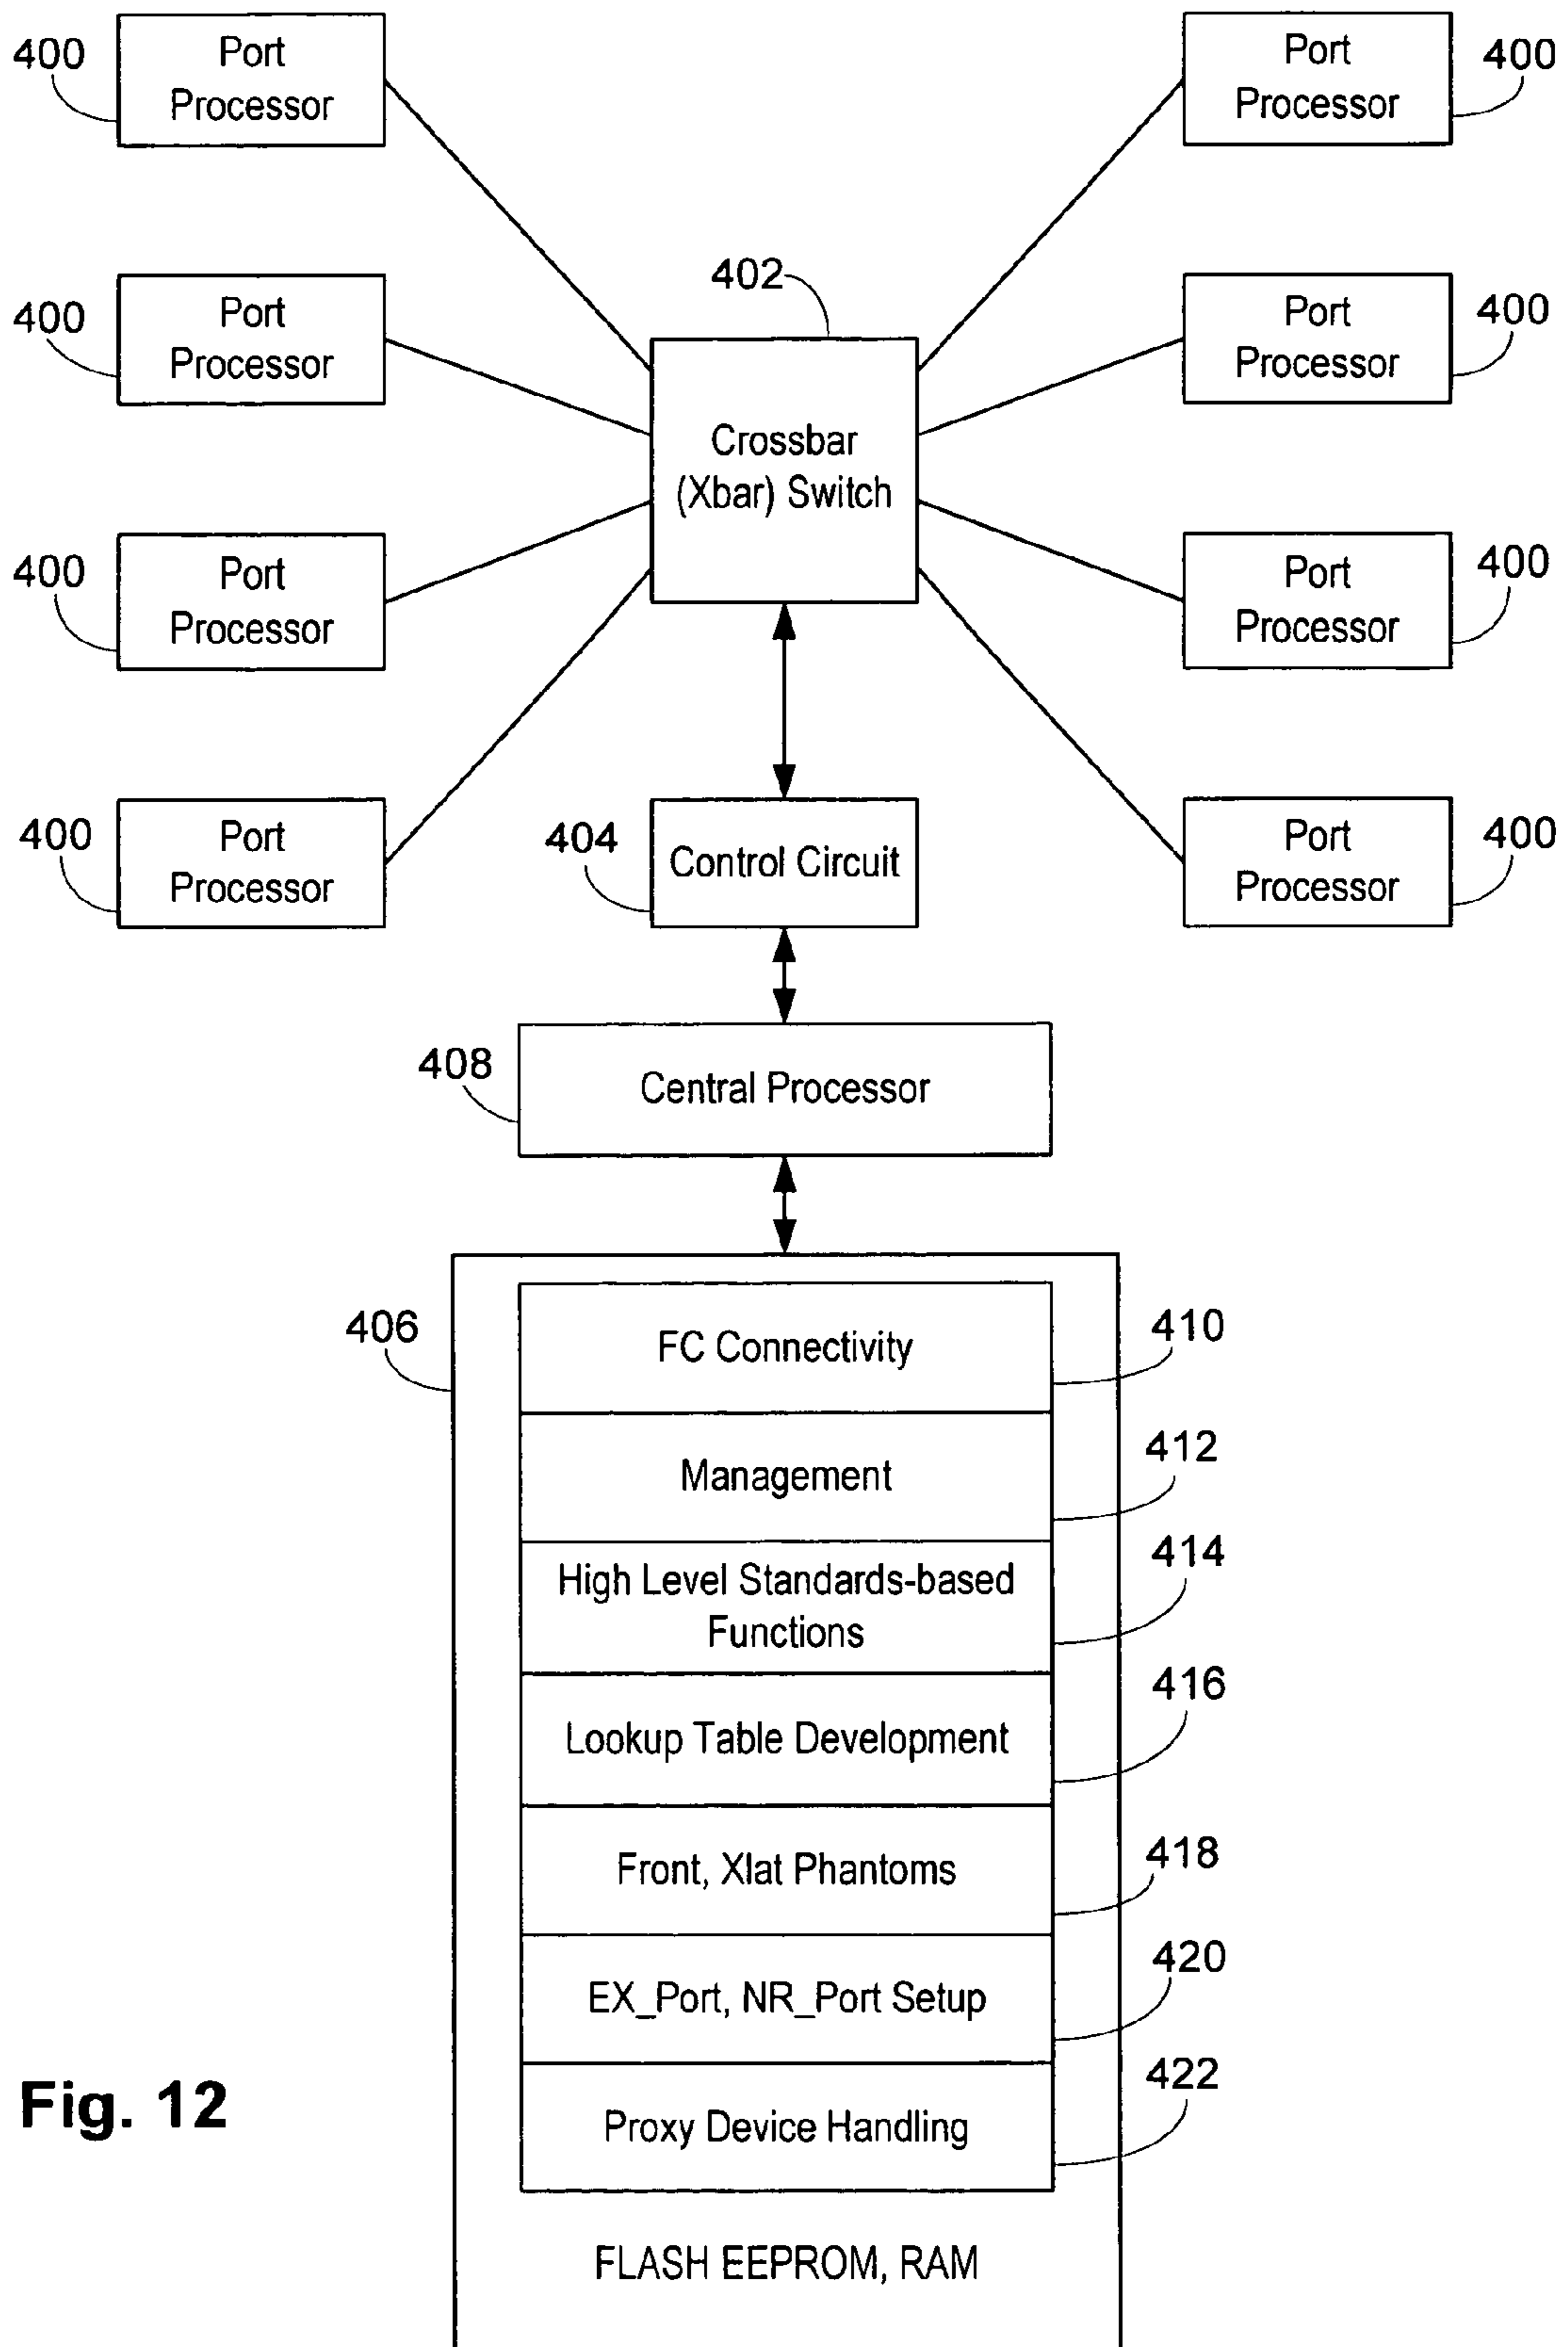 400
Port
Processor
Port
Processor
400
400
Port
Processor
402
Port
Processor
400
Crossbar
(Xbar) Switch
400
Port
Processor
Port
Processor
400
400
Port
Processor
404
Control Circuit
Port
Processor
400
408
Central Processor
406
FC Connectivity
410
Management
412
High Level Standards-based
Functions
414
Lookup Table Development
416
Front, Xlat Phantoms
418
EX_Port, NR_Port Setup
420
Proxy Device Handling
422
Fig. 12
FLASH EEPROM, RAM